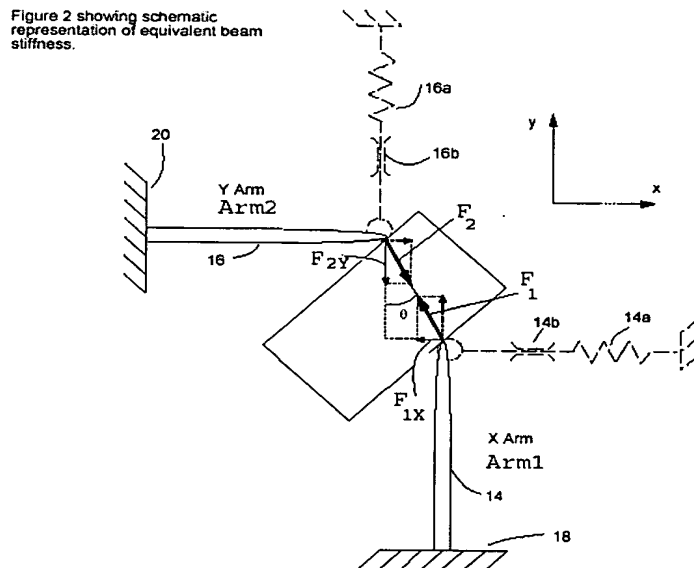 Figure 2 showing schematic
representation of equivalent beam
stiffness.
16a
20
16b
y
x
Y Arm
Arm2
16
F2
F2Y
F1
θ
14b
14a
F1X
X Arm
Arm1
14
18